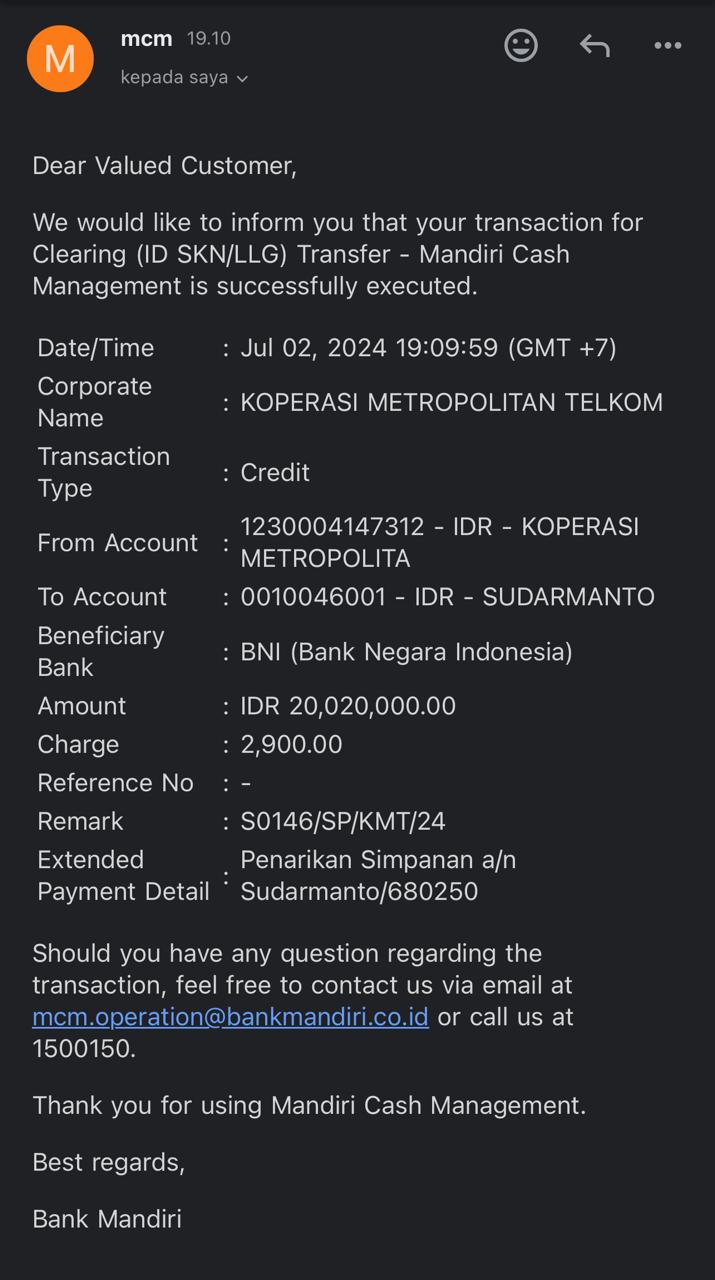 M
mcm 19.10
kepada saya
Dear Valued Customer,
We would like to inform you that your transaction for
Clearing (ID SKN/LLG) Transfer - Mandiri Cash
Management is successfully executed.
Date/Time : Jul 02, 2024 19:09:59 (GMT +7)
Corporate
Name : KOPERASI METROPOLITAN TELKOM
Transaction
Type : Credit
From Account : 1230004147312 - IDR - KOPERASI
METROPOLITA
To Account : 0010046001 - IDR - SUDARMANTO
Beneficiary
Bank : BNI (Bank Negara Indonesia)
Amount : IDR 20,020,000.00
Charge : 2,900.00
Reference No : -
Remark : S0146/SP/KMT/24
Extended
Payment Detail : Penarikan Simpanan a/n
Sudarmanto/680250
Should you have any question regarding the
transaction, feel free to contact us via email at
mcm.operation@bankmandiri.co.id or call us at
1500150.
Thank you for using Mandiri Cash Management.
Best regards,
Bank Mandiri